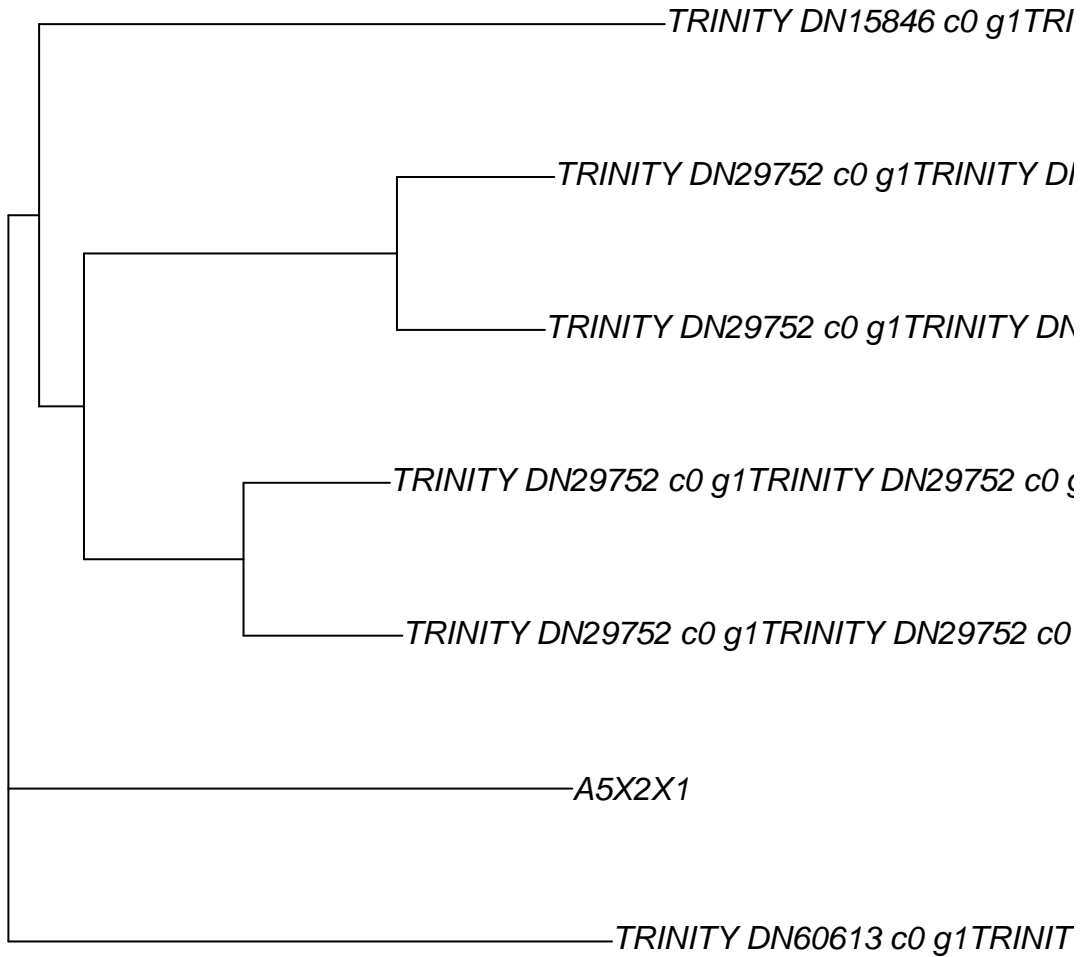 TRINITY DN15846 c0 g1TRI
TRINITY DN29752 c0 g1TRINITY
TRINITY DN29752 c0 g1TRINITY DN
TRINITY DN29752 c0 g1TRINITY DN29752 c0
TRINITY DN29752 c0 g1TRINITY DN29752 c0
A5X2X1
TRINITY DN60613 c0 g1TRINIT